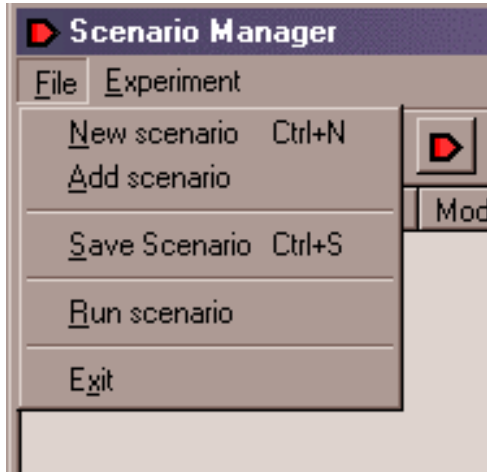 Scenario Manager
File Experiment
New scenario Ctrl+N
Add scenario
Mod
Save Scenario Ctrl+S
Run scenario
Exit